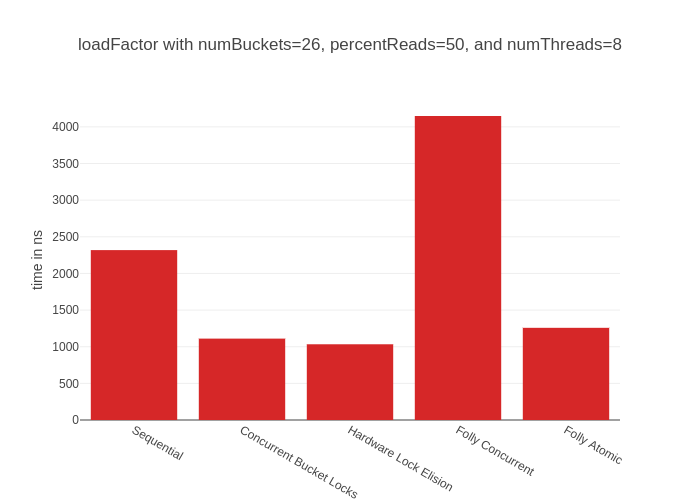 loadFactor with numBuckets=26, percentReads=50, and numThreads=8
4000
3500
3000
2500
2000
1500
1000
500
0
time in ns
Sequential
Concurrent Bucket Locks
Hardware Lock Elision
Folly Concurrent
Folly Atomic